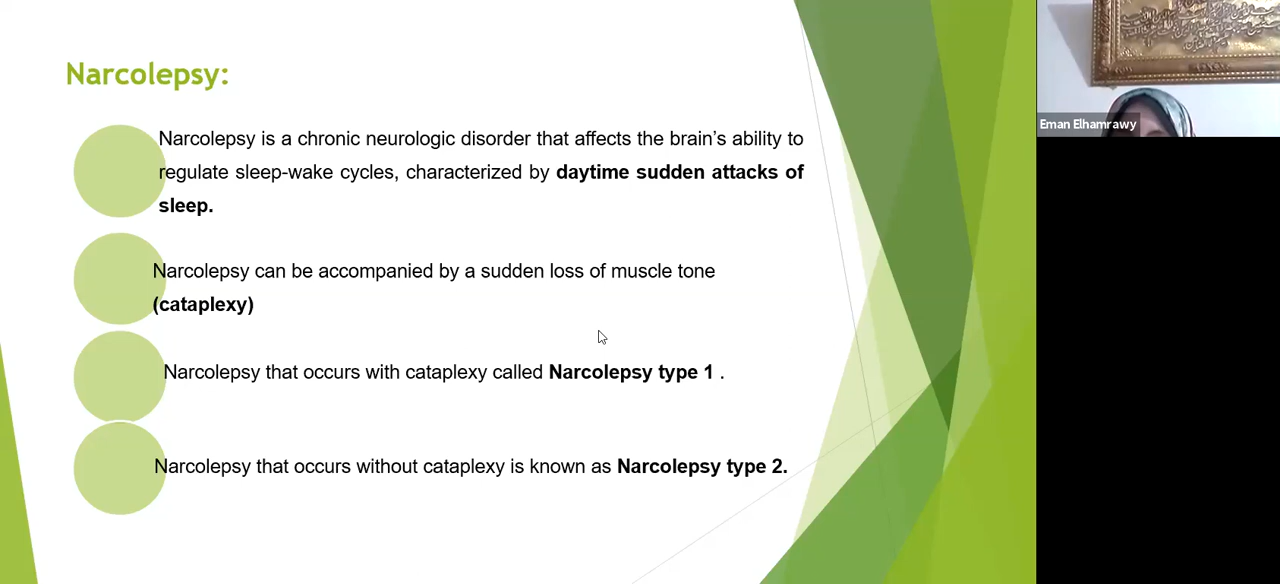 Narcolepsy:
Narcolepsy is a chronic neurologic disorder that affects the brain’s ability to
regulate sleep-wake cycles, characterized by daytime sudden attacks of
sleep.
Narcolepsy can be accompanied by a sudden loss of muscle tone
(cataplexy)
Narcolepsy that occurs with cataplexy called Narcolepsy type 1 .
Narcolepsy that occurs without cataplexy is known as Narcolepsy type 2.
Eman Elhamrawy